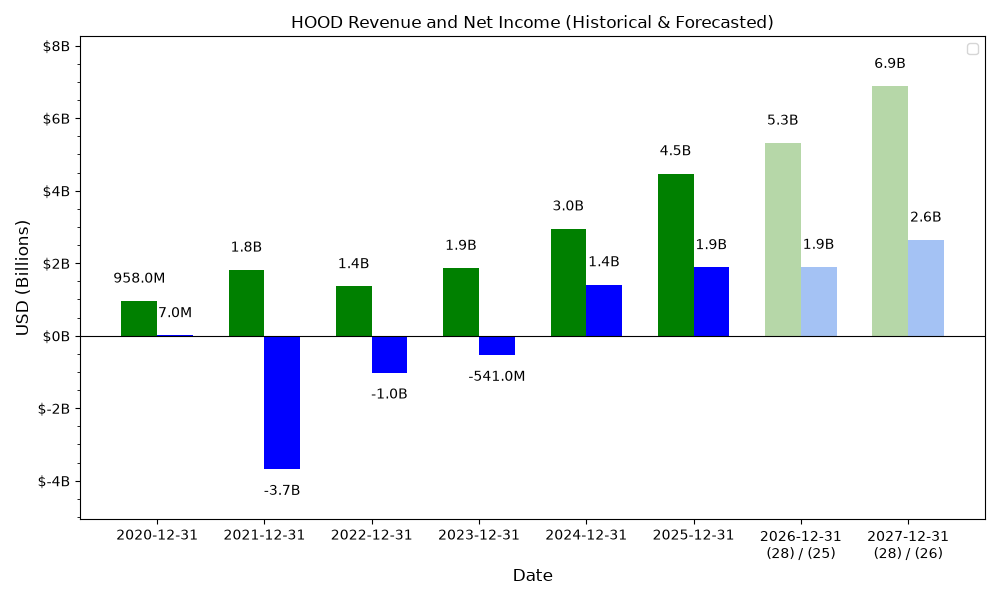 HOOD Revenue and Net Income (Historical & Forecasted)
$8B
$6B
$4B
$2B
$0B
$-2B
$-4B
USD (Billions)
958.0M
7.0M
1.8B
-3.7B
1.4B
-1.0B
1.9B
-541.0M
3.0B
1.4B
4.5B
1.9B
5.3B
1.9B
6.9B
2.6B
2020-12-31
2021-12-31
2022-12-31
2023-12-31
2024-12-31
2025-12-31
2026-12-31
(28) / (25)
2027-12-31
(28) / (26)
Date